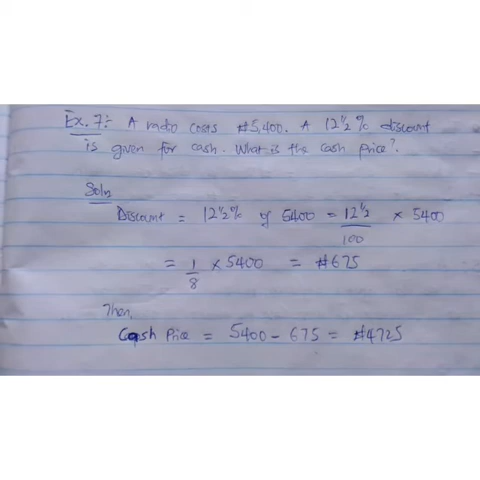 Ex. 7:- A radio costs ₦5,400. A 12½% discount
is given for cash. What is the cash price?.
Soln
Discount = 12½% of 5400 = 12½/100 × 5400
= 1/8 × 5400 = ₦675
Then,
Cash Price = 5400 - 675 = ₦4725